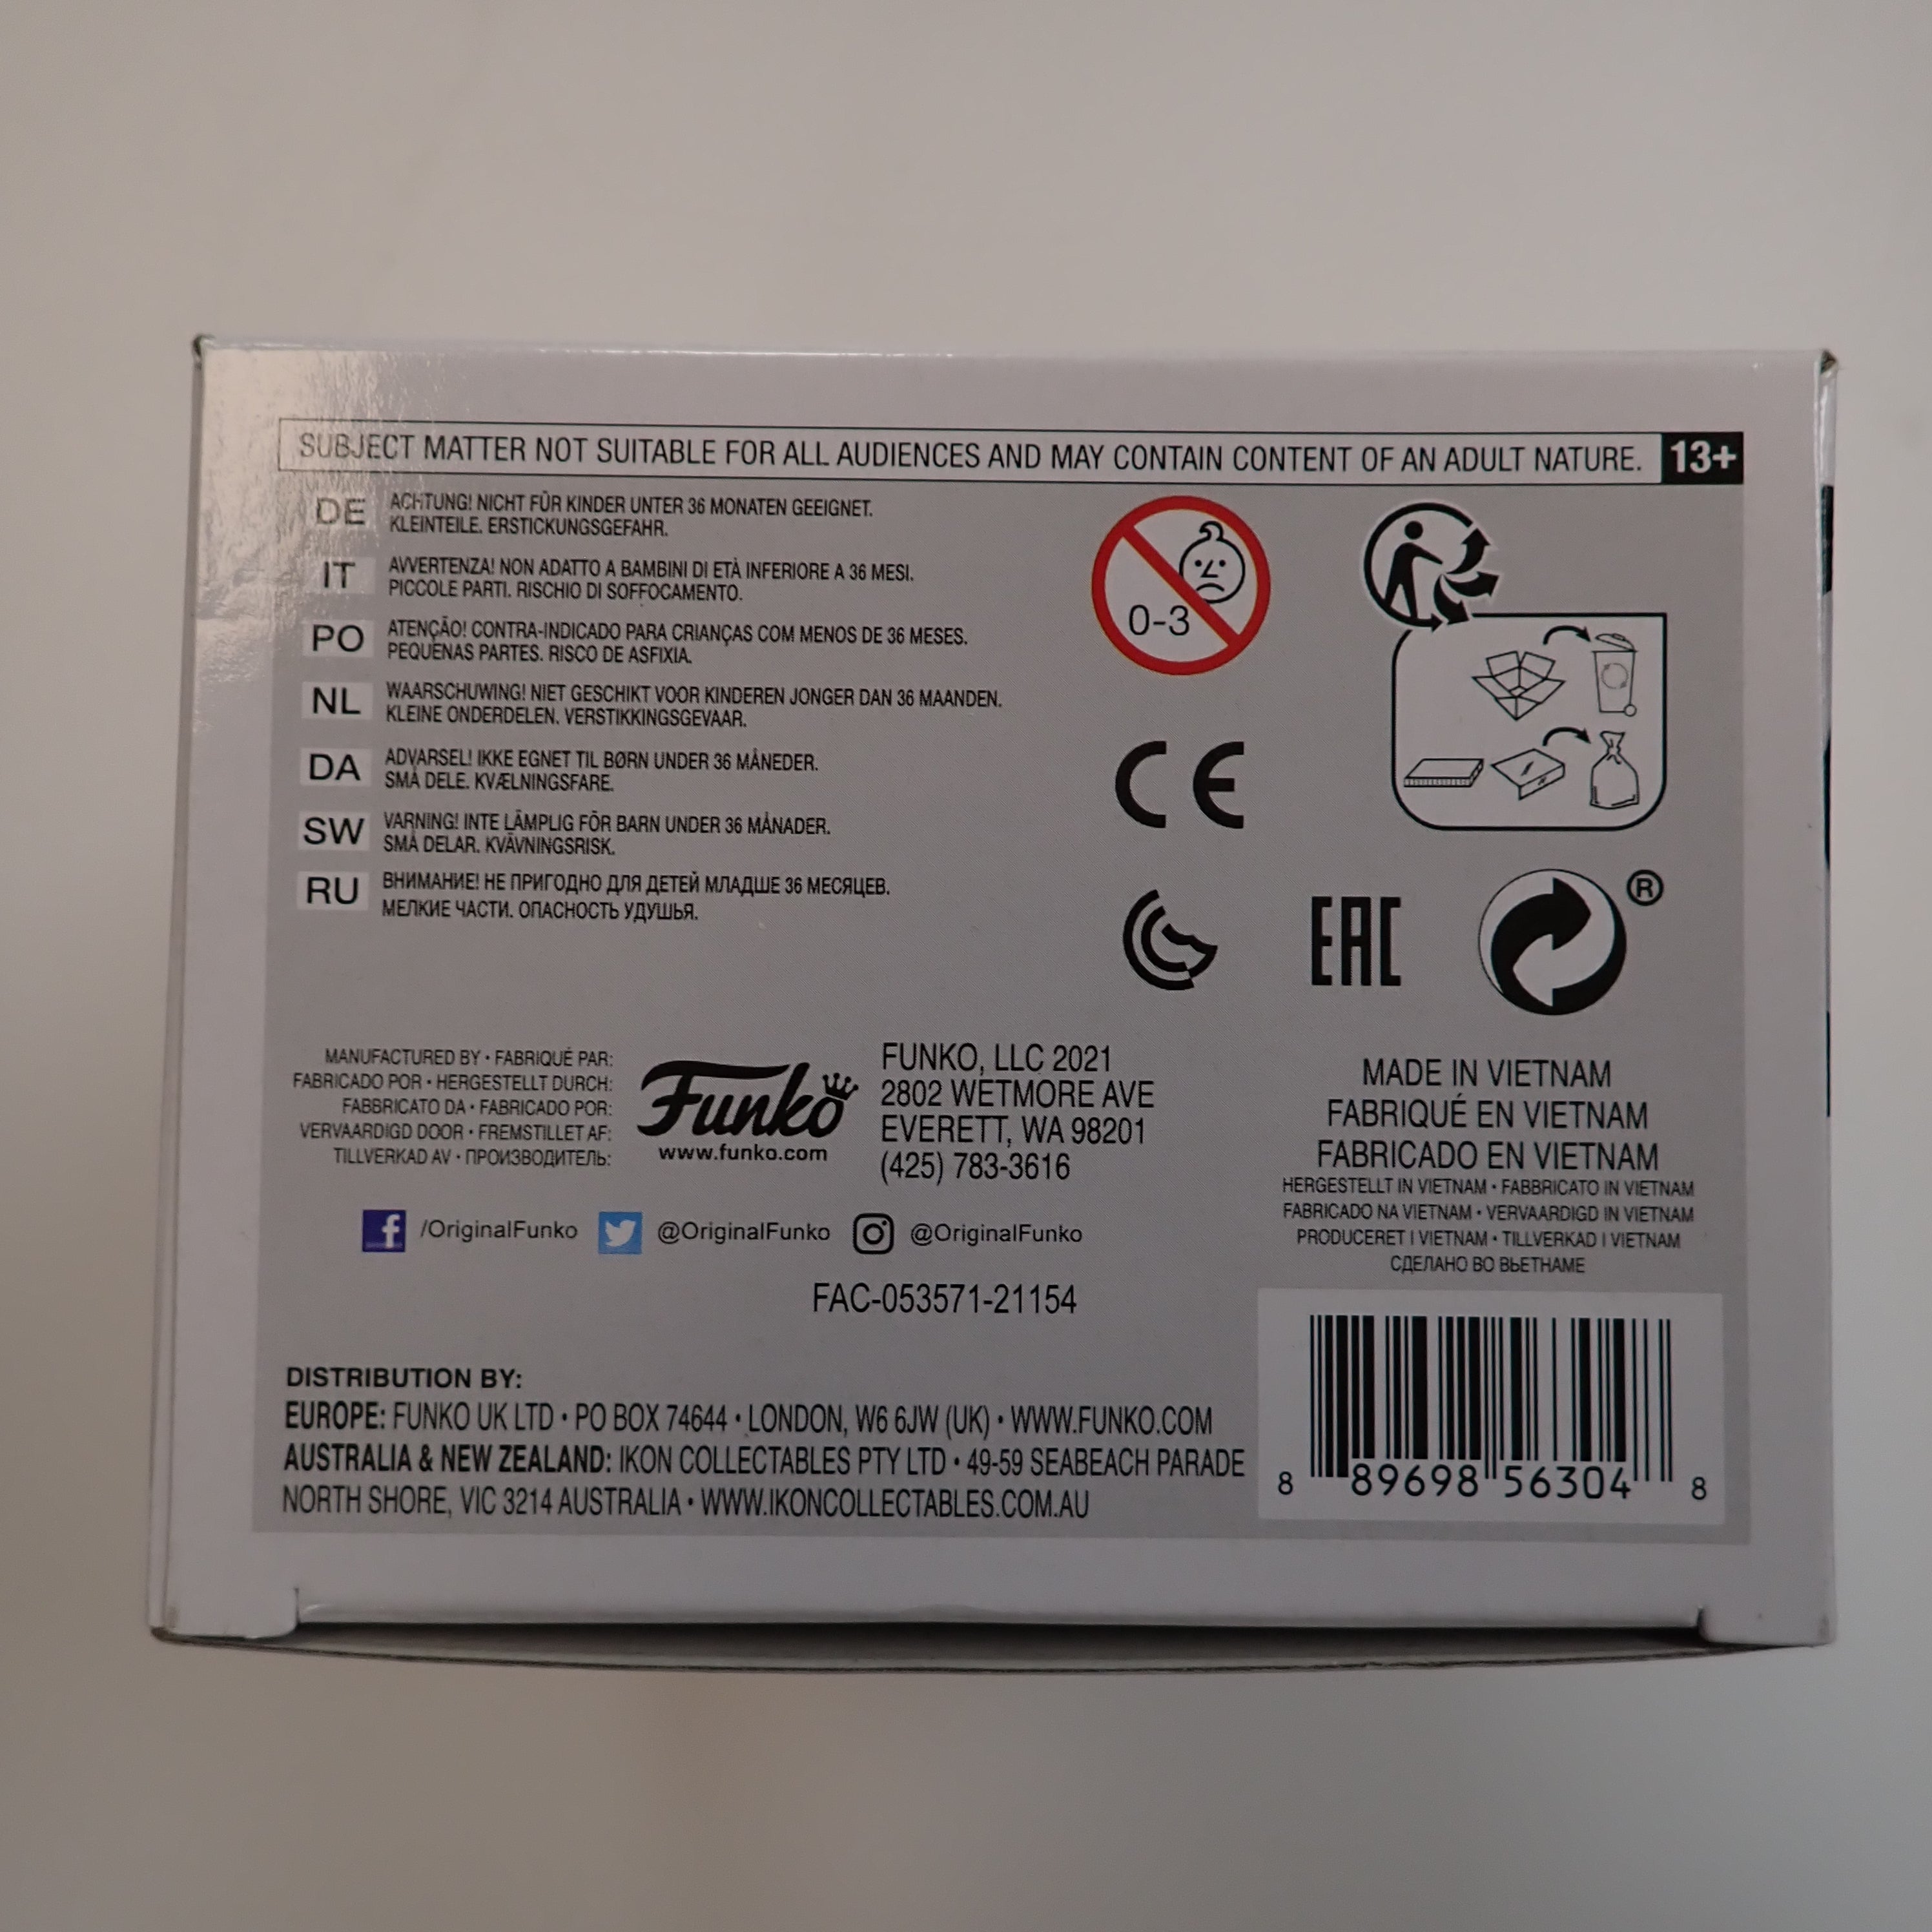 SUBJECT MATTER NOT SUITABLE FOR ALL AUDIENCES AND MAY CONTAIN CONTENT OF AN ADULT NATURE. 13+
DE ACHTUNG! NICHT FÜR KINDER UNTER 36 MONATEN GEEIGNET.
KLEINTEILE. ERSTICKUNGSGEFAHR.
IT AVVERTENZA! NON ADATTO A BAMBINI DI ETÀ INFERIORE A 36 MESI.
PICCOLE PARTI. RISCHIO DI SOFFOCAMENTO.
PO ATENÇÃO! CONTRA-INDICADO PARA CRIANÇAS COM MENOS DE 36 MESES.
PEQUENAS PARTES. RISCO DE ASFIXIA.
NL WAARSCHUWING! NIET GESCHIKT VOOR KINDEREN JONGER DAN 36 MAANDEN.
KLEINE ONDERDELEN. VERSTIKKINGSGEVAAR.
DA ADVARSEL! IKKE EGNET TIL BØRN UNDER 36 MÅNEDER.
SMÅ DELE. KVÆLNINGSFARE.
SW VARNING! INTE LÄMPLIG FÖR BARN UNDER 36 MÅNADER.
SMÅ DELAR. KVÄVNINGSRISK.
RU ВНИМАНИЕ! НЕ ПРИГОДНО ДЛЯ ДЕТЕЙ МЛАДШЕ 36 МЕСЯЦЕВ.
МЕЛКИЕ ЧАСТИ. ОПАСНОСТЬ УДУШЬЯ.
0-3
CE
EAC
®
MANUFACTURED BY • FABRIQUÉ PAR:
FABRICADO POR • HERGESTELLT DURCH:
FABBRICATO DA • FABRICADO POR:
VERVAARDIGD DOOR • FREMSTILLET AF:
TILLVERKAD AV • ПРОИЗВОДИТЕЛЬ:
Funko
www.funko.com
FUNKO, LLC 2021
2802 WETMORE AVE
EVERETT, WA 98201
(425) 783-3616
MADE IN VIETNAM
FABRIQUÉ EN VIETNAM
FABRICADO EN VIETNAM
HERGESTELLT IN VIETNAM • FABBRICATO IN VIETNAM
FABRICADO NA VIETNAM • VERVAARDIGD IN VIETNAM
PRODUCERET I VIETNAM • TILLVERKAD I VIETNAM
СДЕЛАНО ВО ВЬЕТНАМЕ
f /OriginalFunko @OriginalFunko @OriginalFunko
FAC-053571-21154
DISTRIBUTION BY:
EUROPE: FUNKO UK LTD • PO BOX 74644 • LONDON, W6 6JW (UK) • WWW.FUNKO.COM
AUSTRALIA & NEW ZEALAND: IKON COLLECTABLES PTY LTD • 49-59 SEABEACH PARADE
NORTH SHORE, VIC 3214 AUSTRALIA • WWW.IKONCOLLECTABLES.COM.AU
8 89698 56304 8